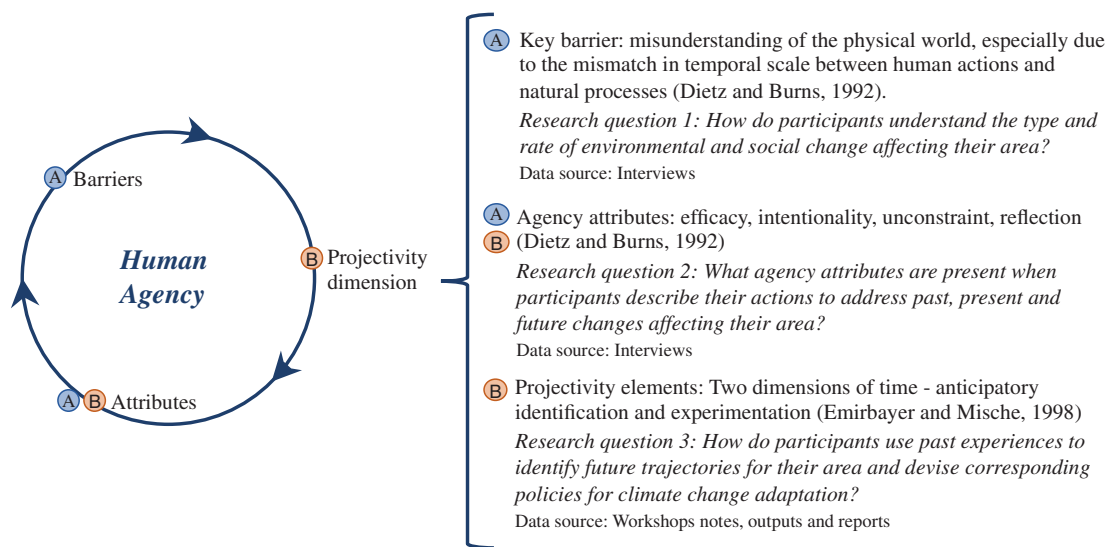 A Barriers
Human
Agency
B Projectivity
dimension
A B Attributes
A Key barrier: misunderstanding of the physical world, especially due
to the mismatch in temporal scale between human actions and
natural processes (Dietz and Burns, 1992).
Research question 1: How do participants understand the type and
rate of environmental and social change affecting their area?
Data source: Interviews
A Agency attributes: efficacy, intentionality, unconstraint, reflection
B (Dietz and Burns, 1992)
Research question 2: What agency attributes are present when
participants describe their actions to address past, present and
future changes affecting their area?
Data source: Interviews
B Projectivity elements: Two dimensions of time - anticipatory
identification and experimentation (Emirbayer and Mische, 1998)
Research question 3: How do participants use past experiences to
identify future trajectories for their area and devise corresponding
policies for climate change adaptation?
Data source: Workshops notes, outputs and reports